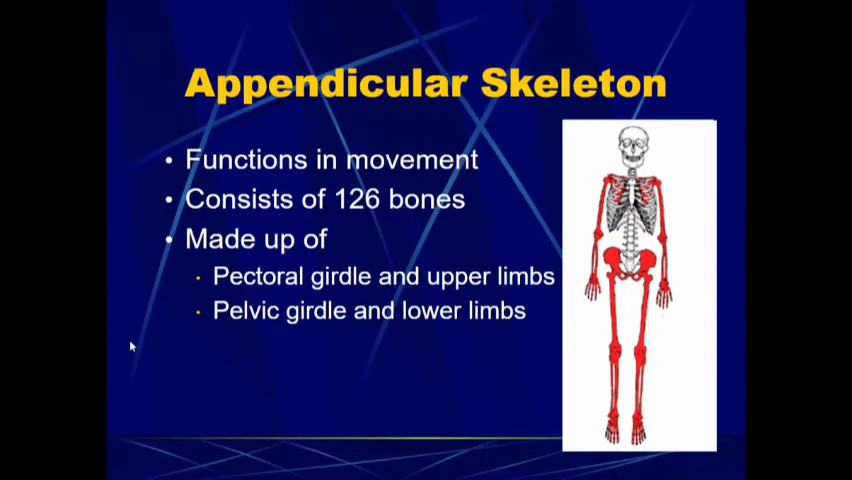 Appendicular Skeleton
• Functions in movement
• Consists of 126 bones
• Made up of
· Pectoral girdle and upper limbs
· Pelvic girdle and lower limbs